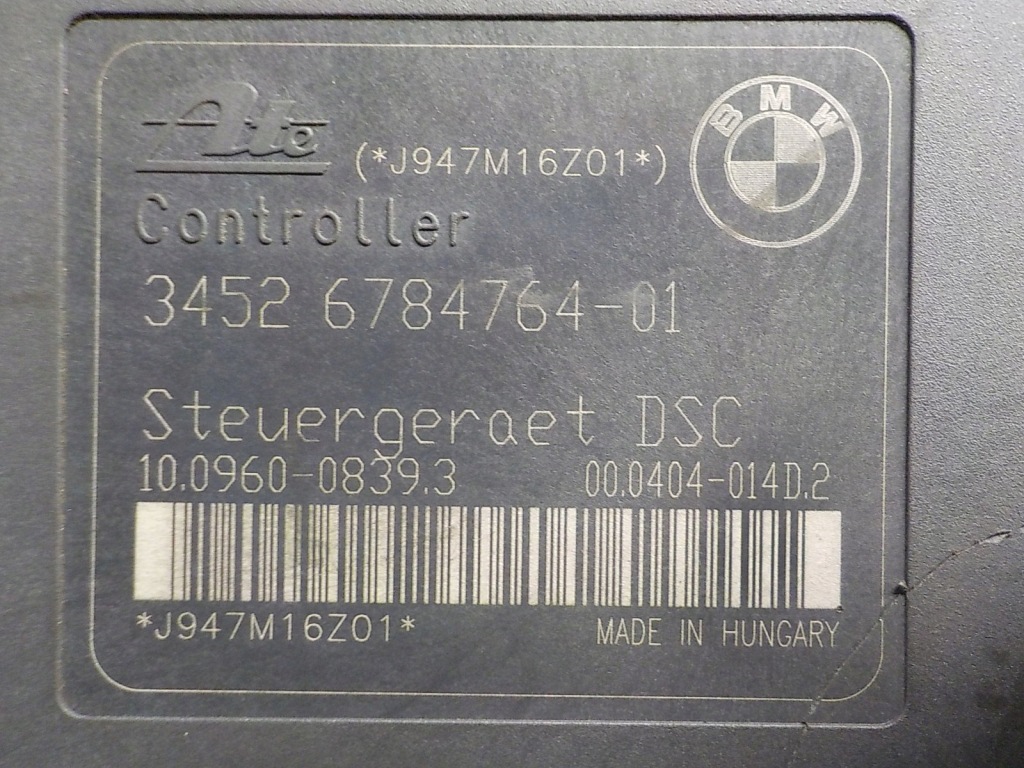 Ate (*J947M16Z01*)
BMW
Controller
3452 6784764-01
Steuergeraet DSC
10.0960-0839.3 00.0404-014D.2
*J947M16Z01* MADE IN HUNGARY